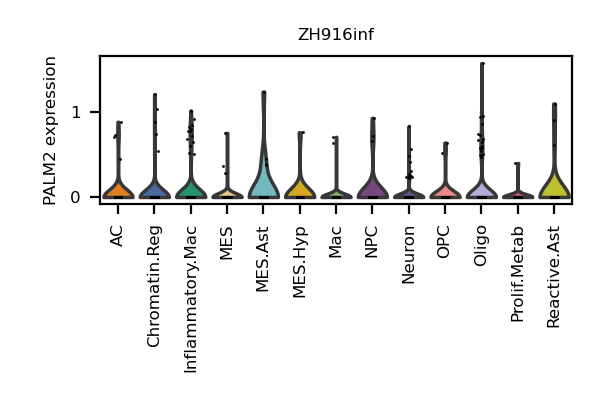 ZH916inf
PALM2 expression
1
0
AC
Chromatin.Reg
Inflammatory.Mac
MES
MES.Ast
MES.Hyp
Mac
NPC
Neuron
OPC
Oligo
Prolif.Metab
Reactive.Ast